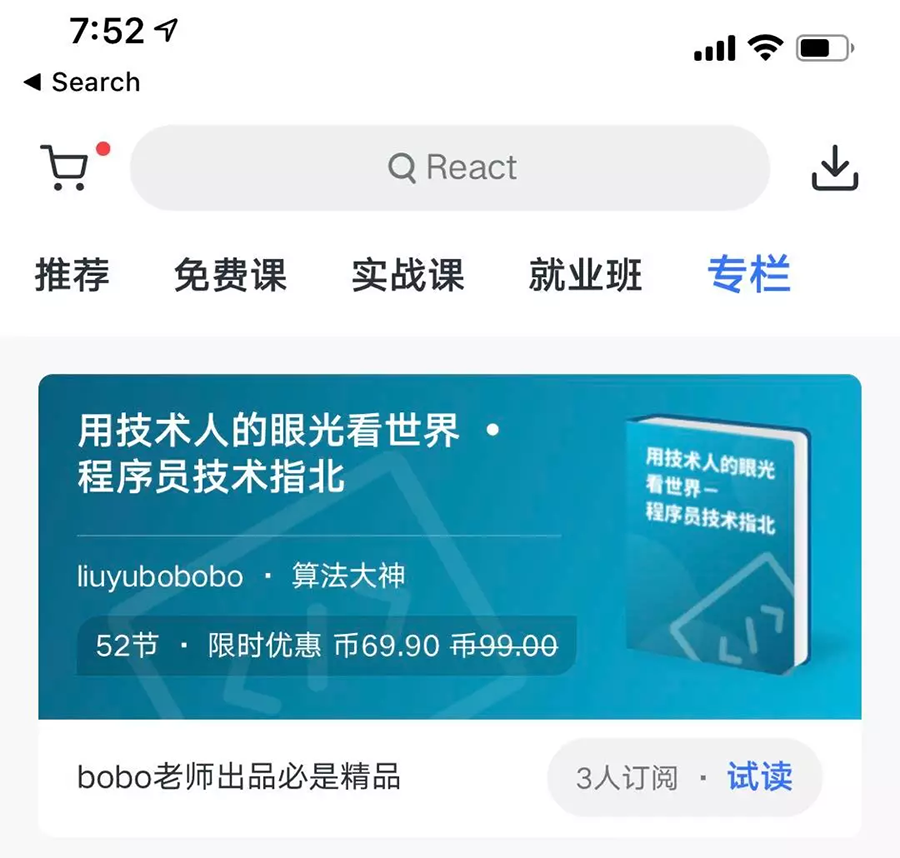 7:52
Search
React
推荐 免费课 实战课 就业班 专栏
用技术人的眼光看世界 •
程序员技术指北
liuyubobobo · 算法大神
52节 · 限时优惠 币69.90 币99.00
用技术人的眼光
看世界—
程序员技术指北
bobo老师出品必是精品
3人订阅 · 试读